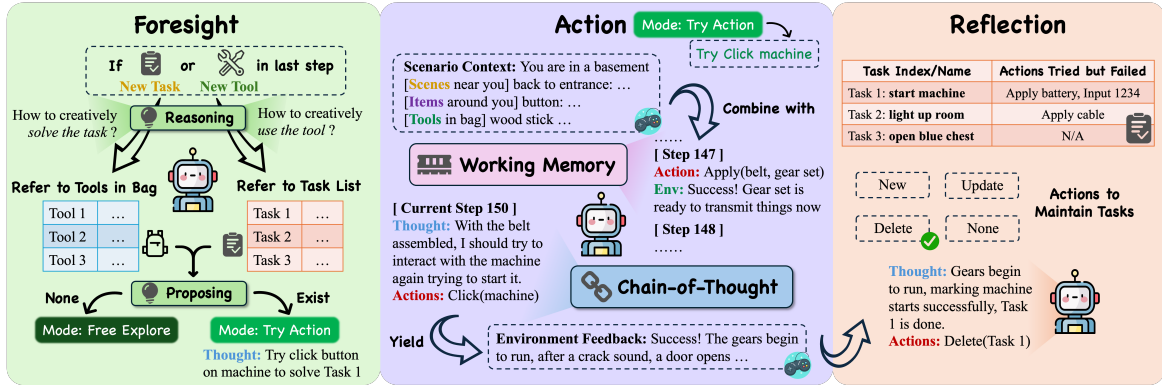 Foresight
If or in last step
New Task New Tool
Reasoning
How to creatively
solve the task ?
How to creatively
use the tool ?
Refer to Tools in Bag
Refer to Task List
Tool 1 …
Tool 2 …
Tool 3 …
Task 1 …
Task 2 …
Task 3 …
Proposing
None
Exist
Mode: Free Explore
Mode: Try Action
Thought: Try click button
on machine to solve Task 1
Action
Mode: Try Action
Try Click machine
Scenario Context: You are in a basement
[Scenes near you] back to entrance: …
[Items around you] button: …
[Tools in bag] wood stick …
Combine with
Working Memory
……
[ Step 147 ]
Action: Apply(belt, gear set)
Env: Success! Gear set is
ready to transmit things now
[ Step 148 ]
……
[ Current Step 150 ]
Thought: With the belt
assembled, I should try to
interact with the machine
again trying to start it.
Actions: Click(machine)
Chain-of-Thought
Yield
Environment Feedback: Success! The gears begin
to run, after a crack sound, a door opens …
Reflection
Task Index/Name Actions Tried but Failed
Task 1: start machine Apply battery, Input 1234
Task 2: light up room Apply cable
Task 3: open blue chest N/A
New
Update
Delete
None
Actions to
Maintain Tasks
Thought: Gears begin
to run, marking machine
starts successfully, Task
1 is done.
Actions: Delete(Task 1)